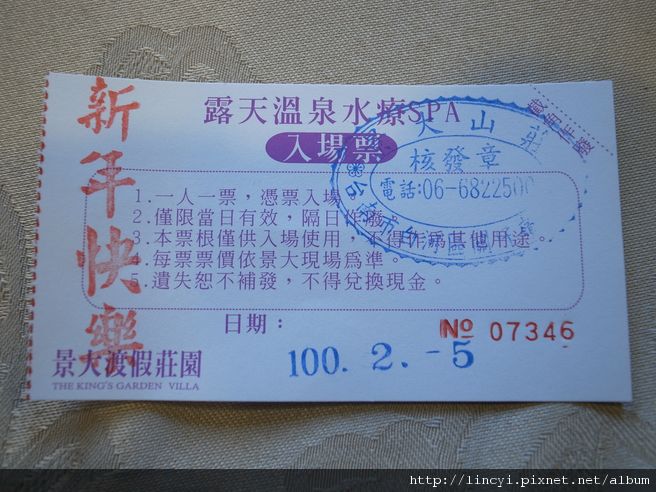 新年快樂
露天溫泉水療SPA
入場票
1.一人一票，憑票入場
2.僅限當日有效，隔日作廢。
3.本票根僅供入場使用，不得作為其他用途。
4.每票票價依景大現場為準。
5.遺失恕不補發，不得兌換現金。
大山莊
核發章
電話:06-6822500
日期：
100. 2. -5
№ 07346
景大渡假莊園
THE KING'S GARDEN VILLA
http://lincyi.pixnet.net/album